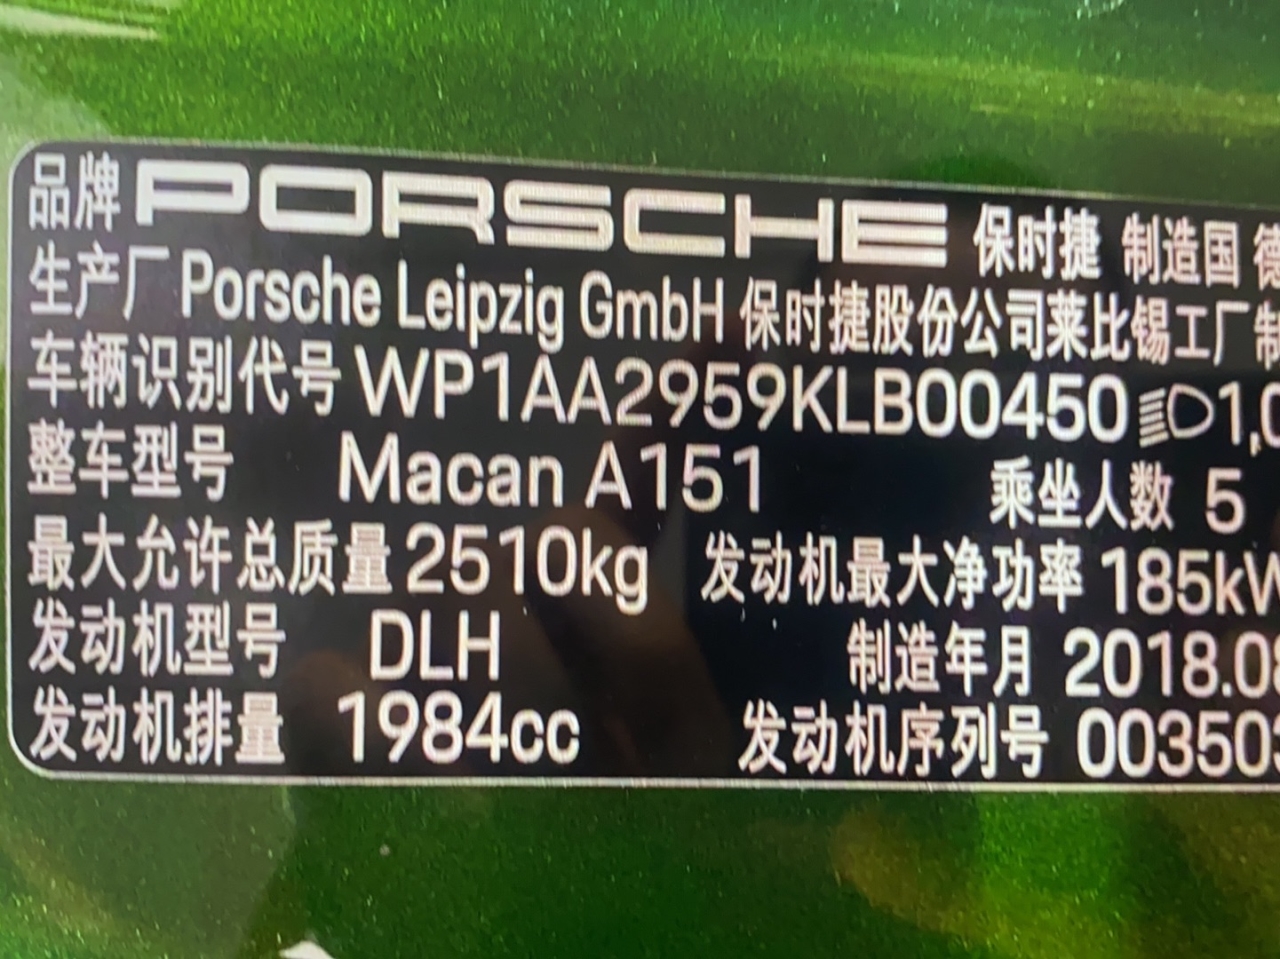 品牌 PORSCHE 保时捷 制造国 德
生产厂 Porsche Leipzig GmbH 保时捷股份公司莱比锡工厂 制
车辆识别代号 WP1AA2959KLB00450 1,0
整车型号 Macan A151 乘坐人数 5
最大允许总质量 2510kg 发动机最大净功率 185kW
发动机型号 DLH 制造年月 2018.08
发动机排量 1984cc 发动机序列号 003503